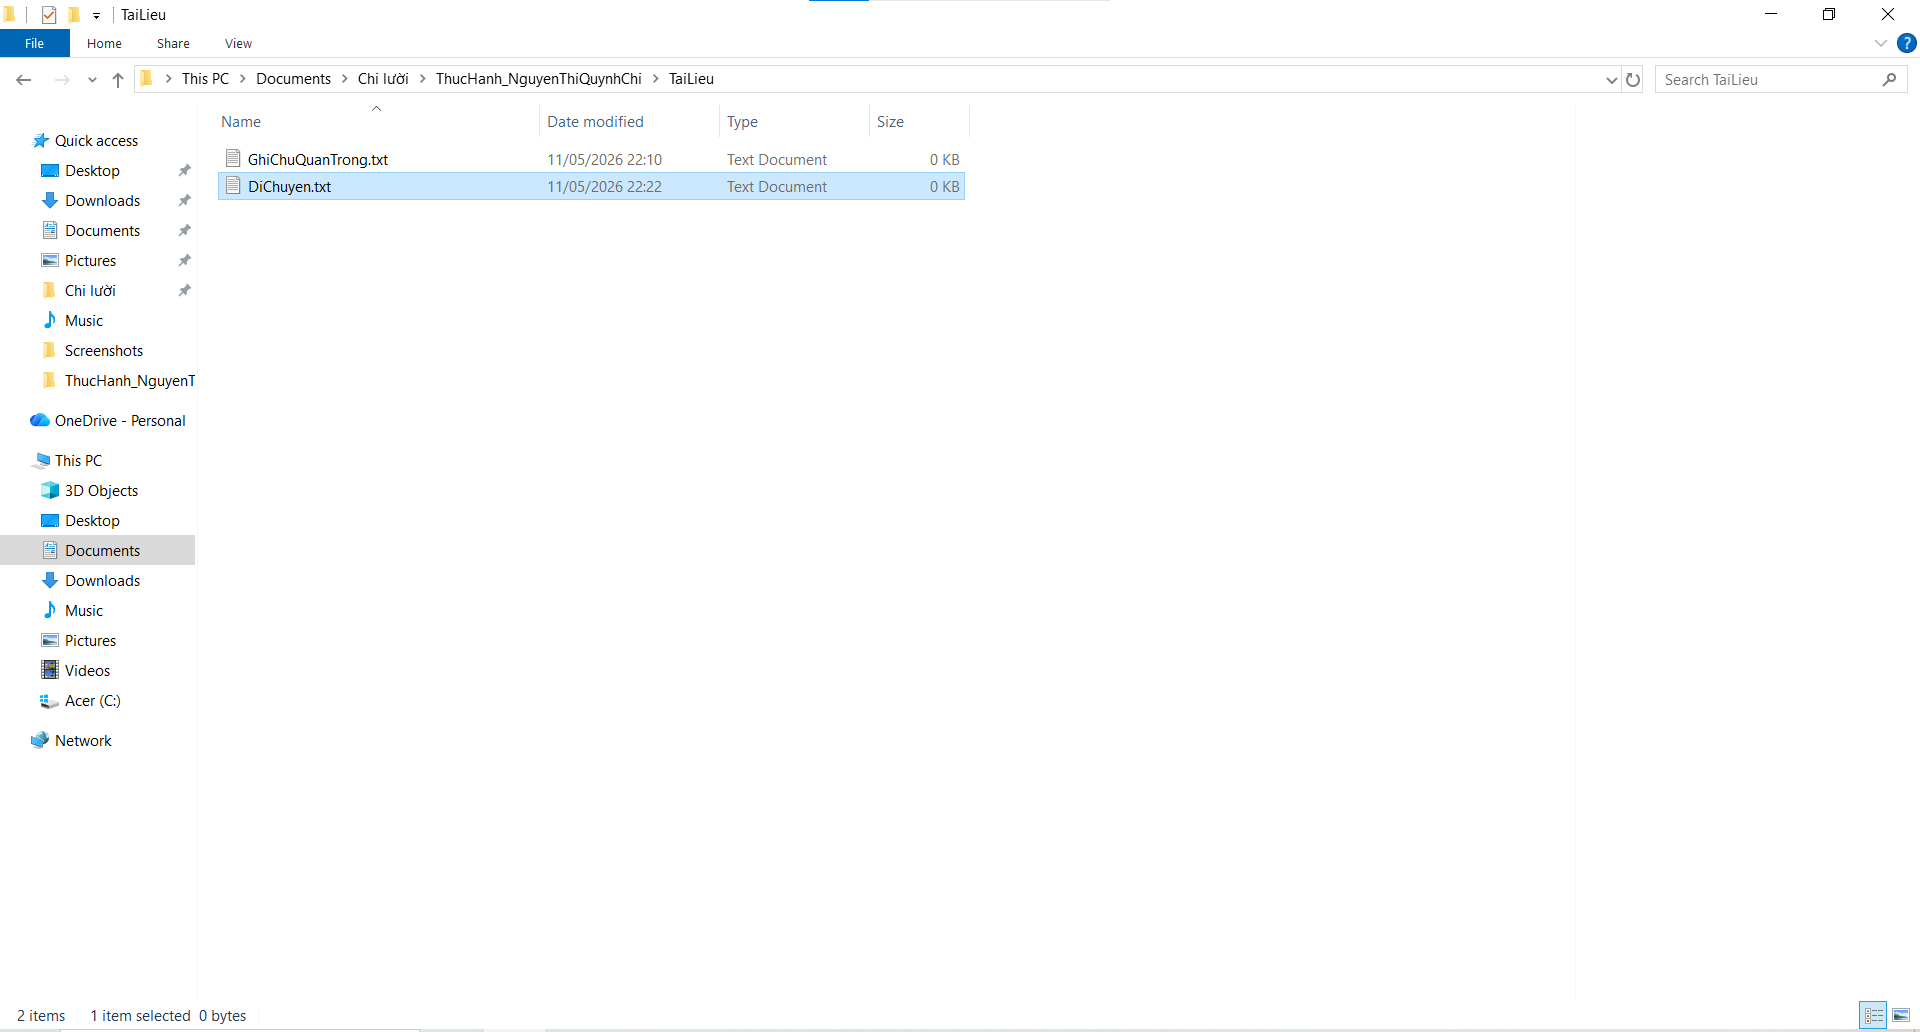 TaiLieu
File Home Share View
This PC Documents Chi lười ThucHanh_NguyenThiQuynhChi TaiLieu
Search TaiLieu
Name Date modified Type Size
GhiChuQuanTrong.txt 11/05/2026 22:10 Text Document 0 KB
DiChuyen.txt 11/05/2026 22:22 Text Document 0 KB
Quick access
Desktop
Downloads
Documents
Pictures
Chi lười
Music
Screenshots
ThucHanh_NguyenT
OneDrive - Personal
This PC
3D Objects
Desktop
Documents
Downloads
Music
Pictures
Videos
Acer (C:)
Network
2 items 1 item selected 0 bytes